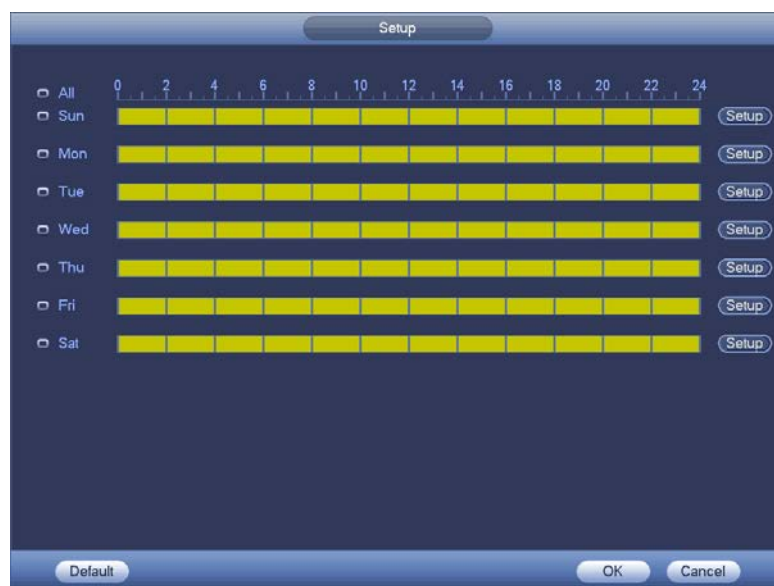 Setup
All 0 2 4 6 8 10 12 14 16 18 20 22 24
Sun Setup
Mon Setup
Tue Setup
Wed Setup
Thu Setup
Fri Setup
Sat Setup
Default OK Cancel